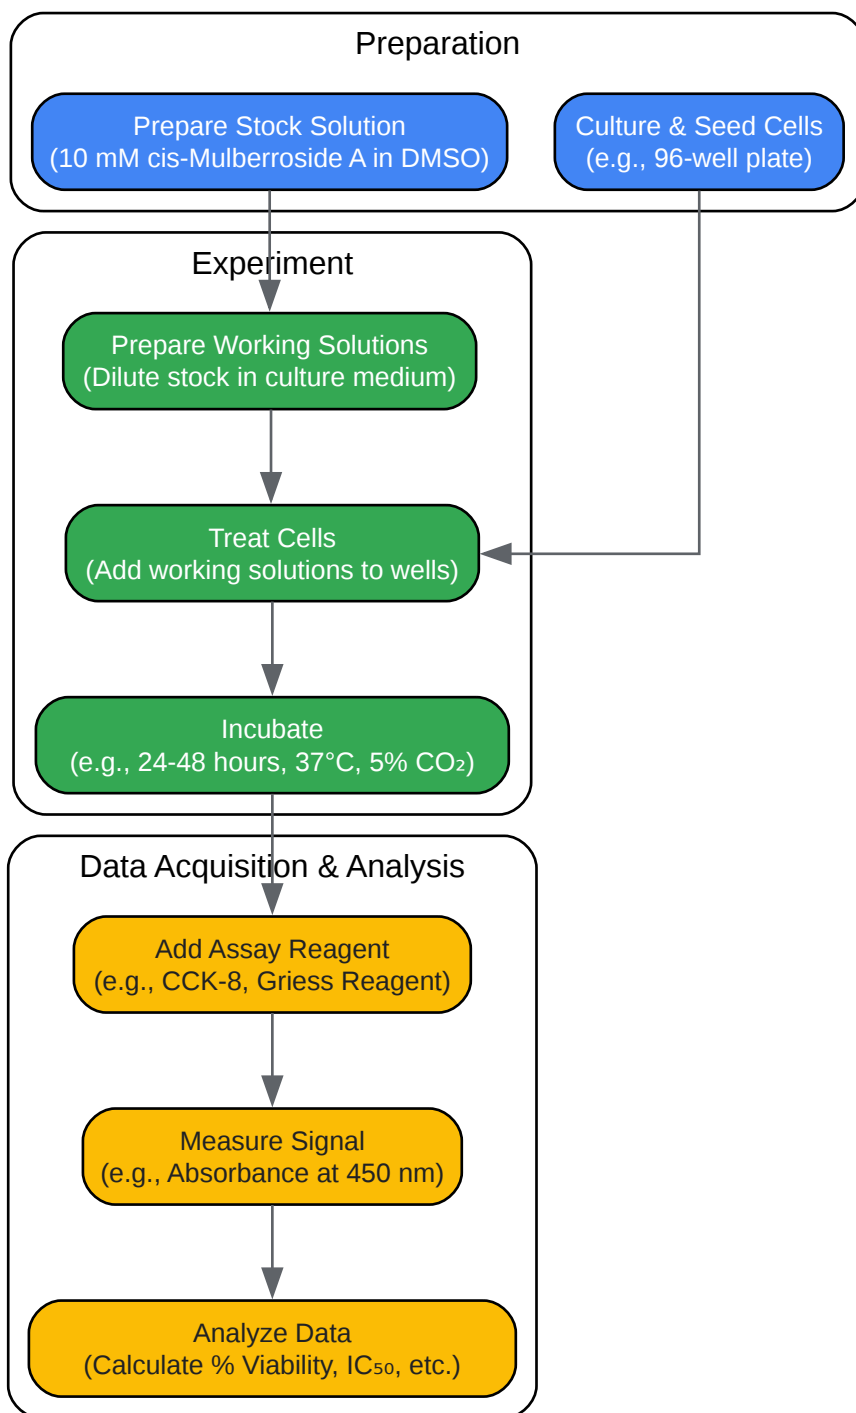 Preparation
Prepare Stock Solution
(10 mM cis-Mulberroside A in DMSO)
Culture & Seed Cells
(e.g., 96-well plate)
Experiment
Prepare Working Solutions
(Dilute stock in culture medium)
Treat Cells
(Add working solutions to wells)
Incubate
(e.g., 24-48 hours, 37°C, 5% CO₂)
Data Acquisition & Analysis
Add Assay Reagent
(e.g., CCK-8, Griess Reagent)
Measure Signal
(e.g., Absorbance at 450 nm)
Analyze Data
(Calculate % Viability, IC₅₀, etc.)